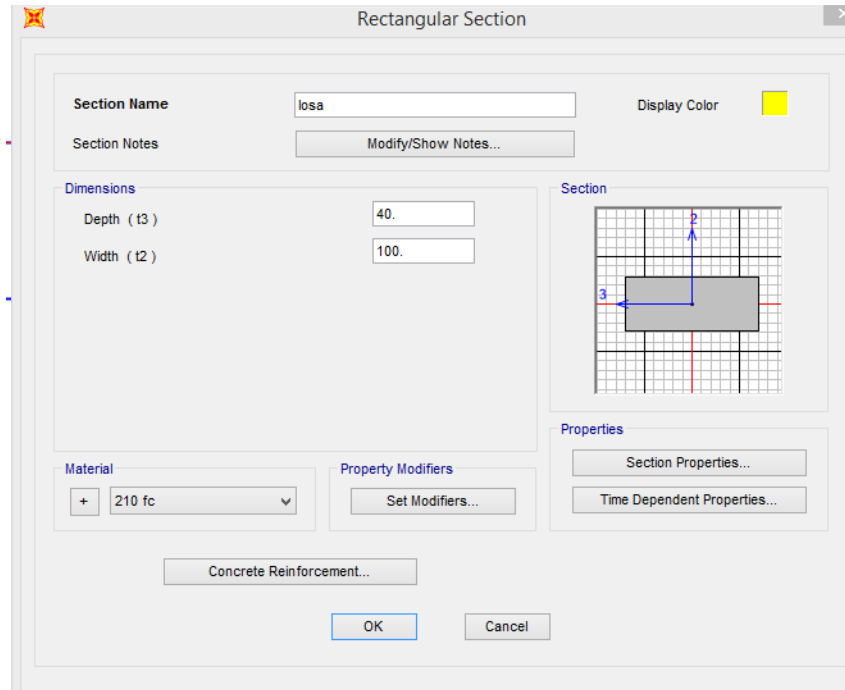 Rectangular Section
Section Name
losa
Display Color
Section Notes
Modify/Show Notes...
Dimensions
Depth ( t3 )
40.
Width ( t2 )
100.
Section
2
3
Properties
Section Properties...
Time Dependent Properties...
Material
+
210 fc
Property Modifiers
Set Modifiers...
Concrete Reinforcement...
OK
Cancel